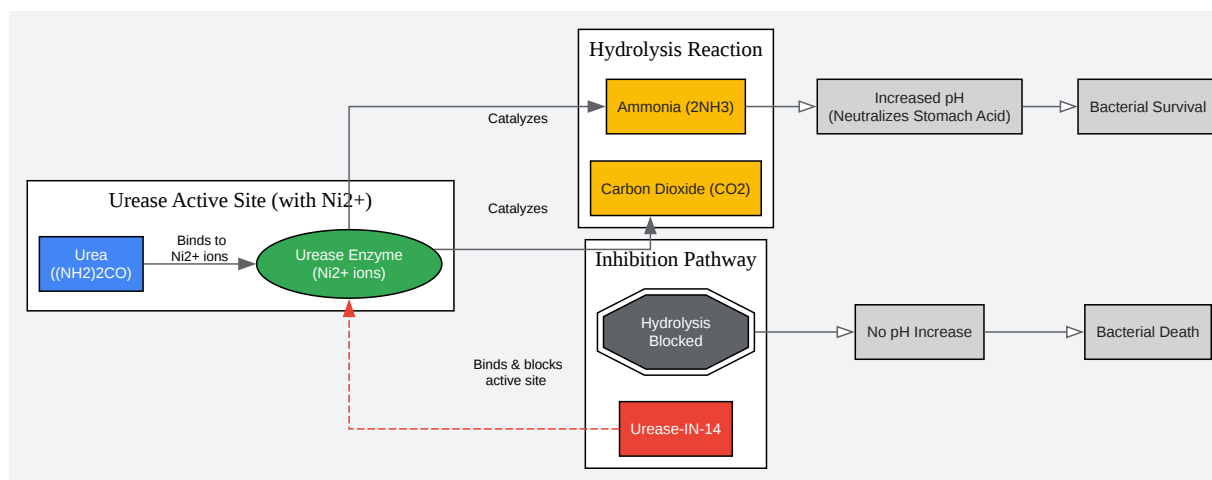 Hydrolysis Reaction
Ammonia (2NH3)
Increased pH
(Neutralizes Stomach Acid)
Bacterial Survival
Catalyzes
Carbon Dioxide (CO2)
Catalyzes
Urease Active Site (with Ni2+)
Urea
((NH2)2CO)
Binds to
Ni2+ ions
Urease Enzyme
(Ni2+ ions)
Inhibition Pathway
Hydrolysis
Blocked
No pH Increase
Bacterial Death
Binds & blocks
active site
Urease-IN-14